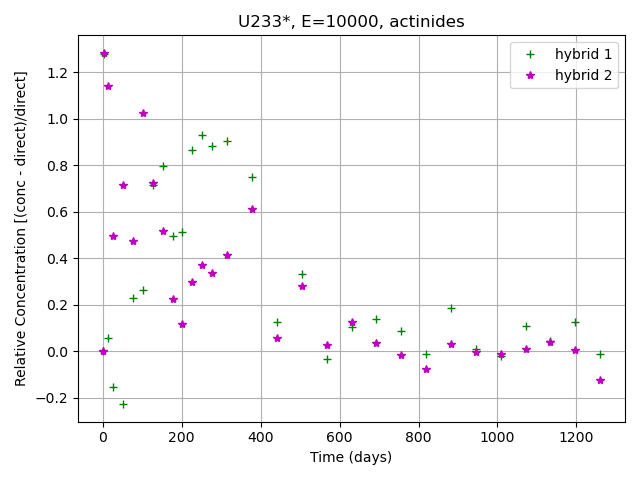 U233*, E=10000, actinides
hybrid 1
hybrid 2
Relative Concentration [(conc - direct)/direct]
1.2
1.0
0.8
0.6
0.4
0.2
0.0
−0.2
0 200 400 600 800 1000 1200
Time (days)